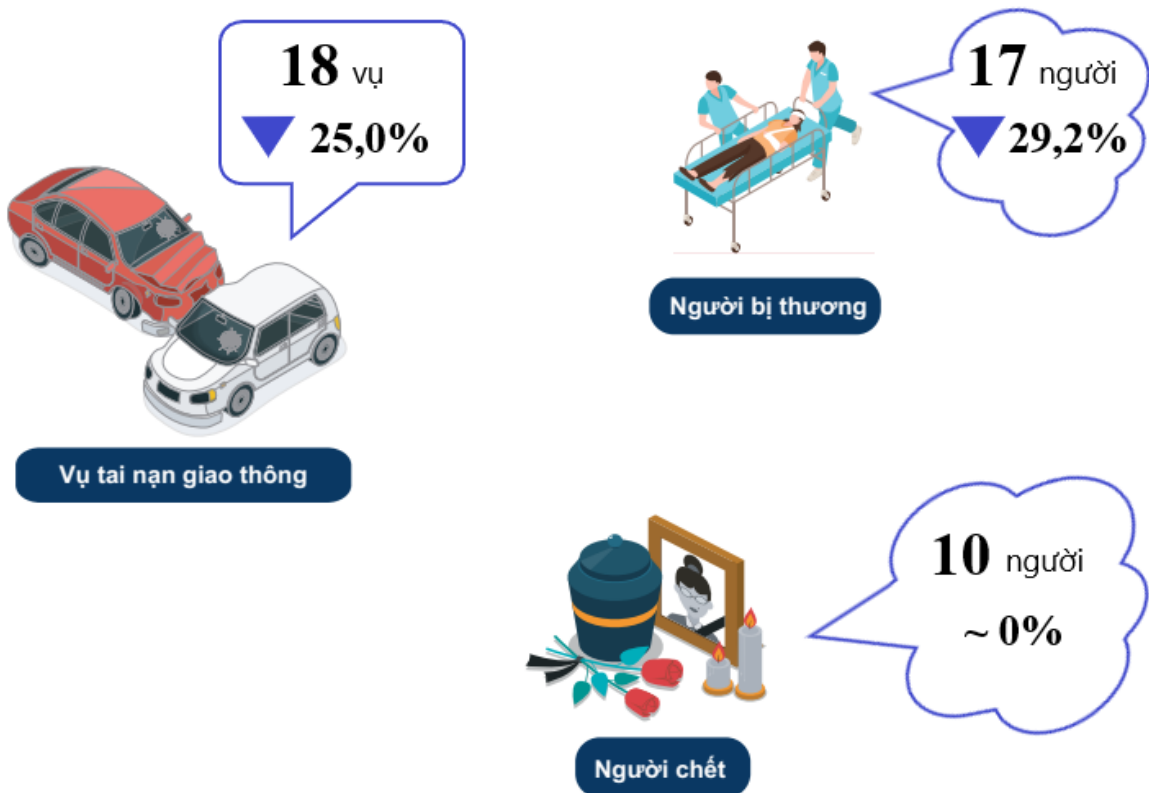 18 vụ
▼ 25,0%
Vụ tai nạn giao thông
17 người
▼ 29,2%
Người bị thương
10 người
~ 0%
Người chết